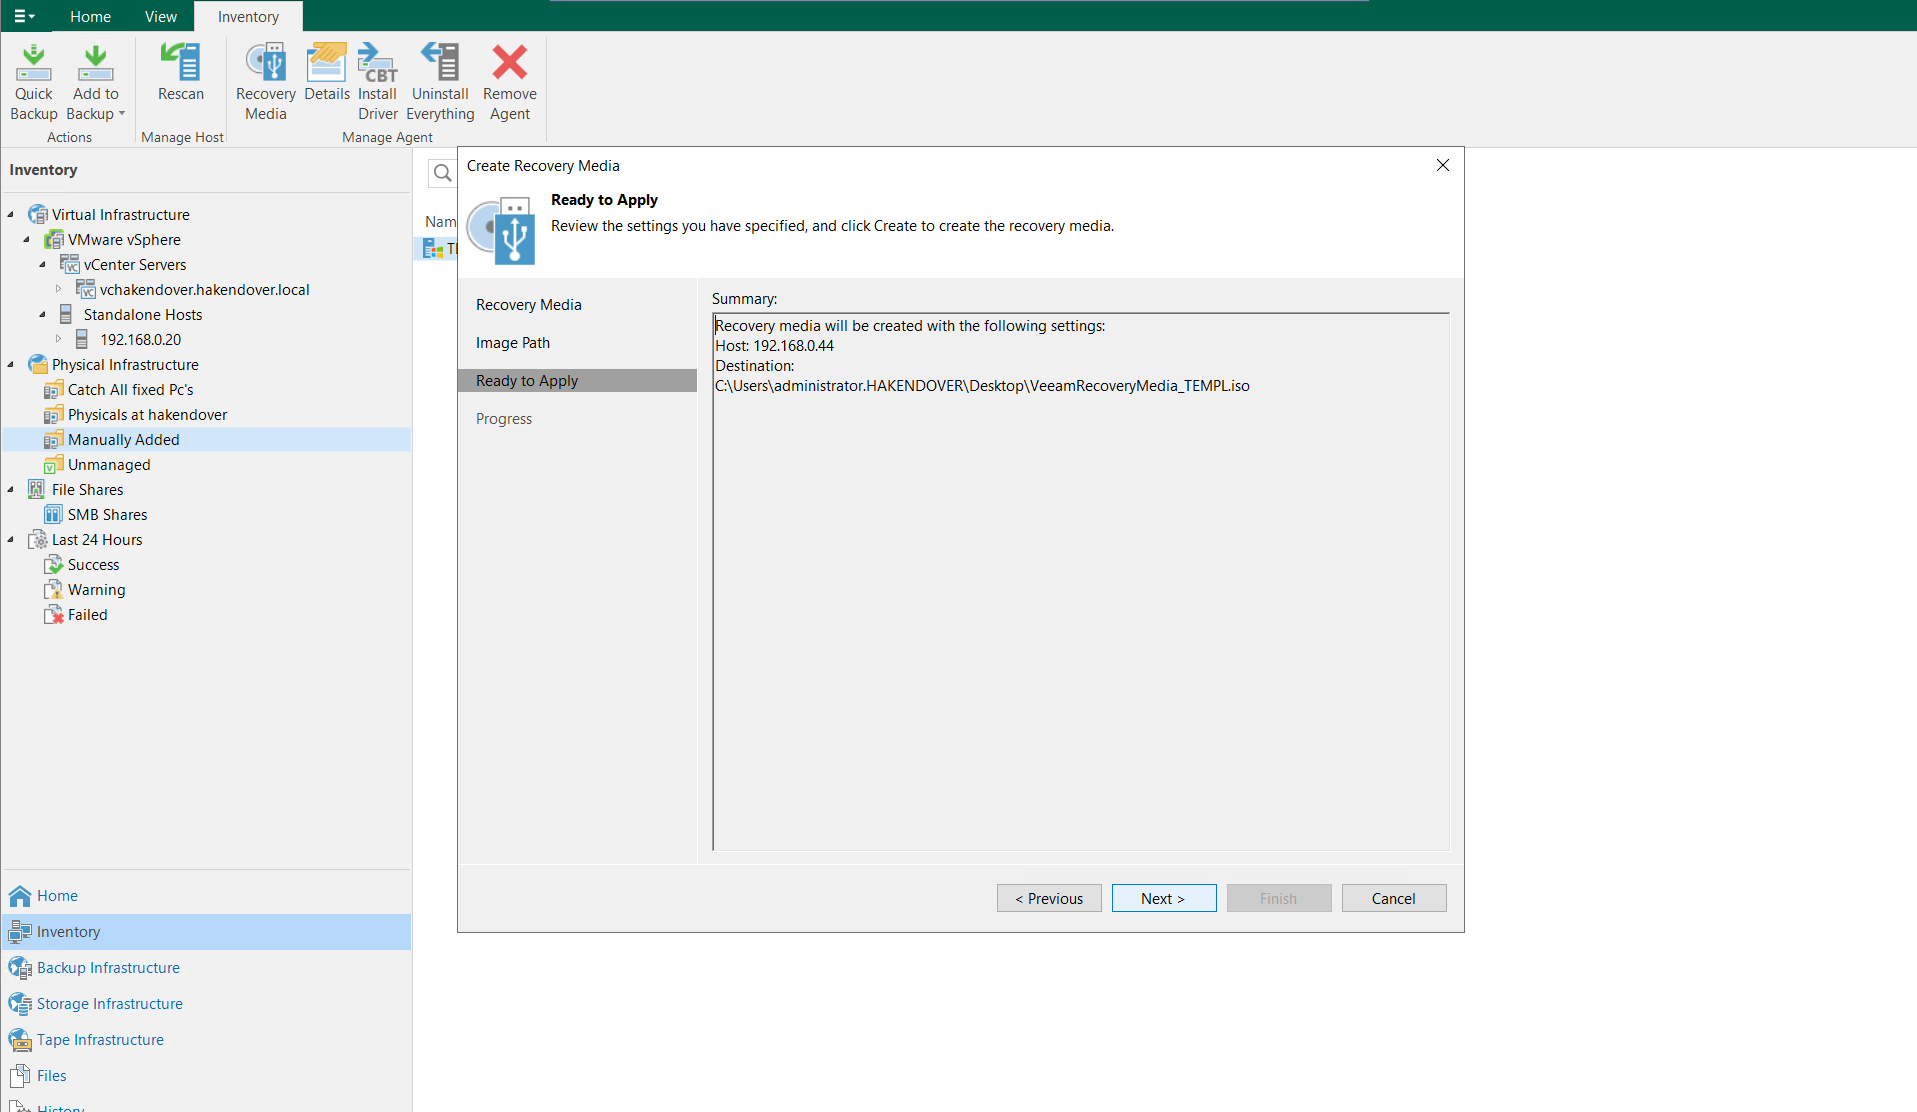 Home
View
Inventory
Quick
Backup
Add to
Backup
Actions
Rescan
Manage Host
Recovery
Media
Details
CBT
Install
Driver
Uninstall
Everything
Remove
Agent
Manage Agent
Inventory
Virtual Infrastructure
VMware vSphere
vCenter Servers
vchakendover.hakendover.local
Standalone Hosts
192.168.0.20
Physical Infrastructure
Catch All fixed Pc's
Physicals at hakendover
Manually Added
Unmanaged
File Shares
SMB Shares
Last 24 Hours
Success
Warning
Failed
Home
Inventory
Backup Infrastructure
Storage Infrastructure
Tape Infrastructure
Files
History
Nam
Create Recovery Media
Ready to Apply
Review the settings you have specified, and click Create to create the recovery media.
Recovery Media
Image Path
Ready to Apply
Progress
Summary:
Recovery media will be created with the following settings:
Host: 192.168.0.44
Destination:
C:\Users\administrator.HAKENDOVER\Desktop\VeeamRecoveryMedia_TEMPL.iso
< Previous
Next >
Finish
Cancel